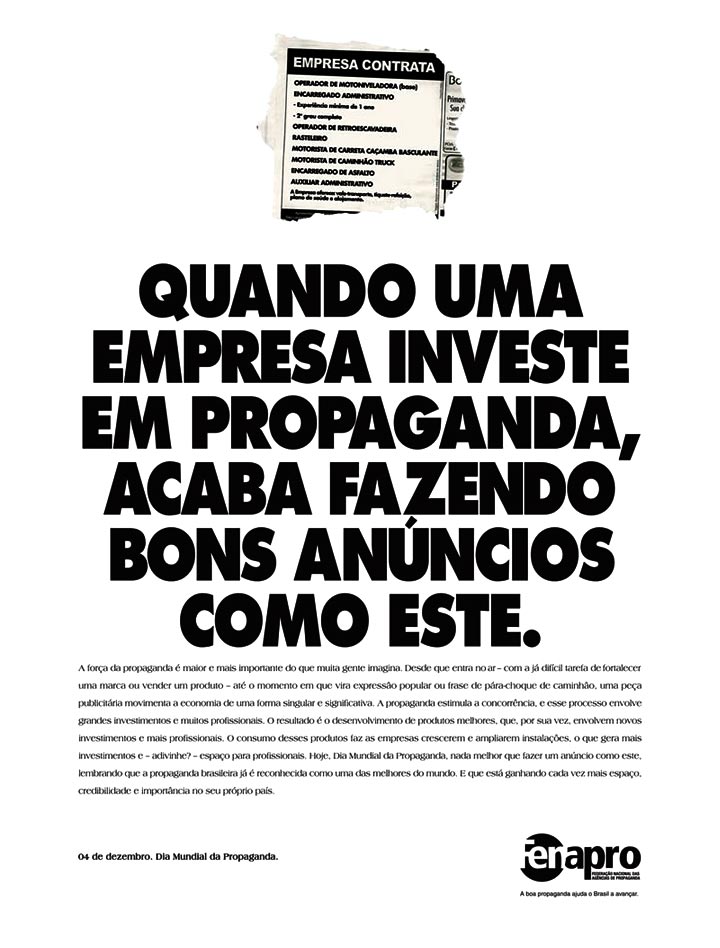 EMPRESA CONTRATA
OPERADOR DE MOTONIVELADORA (base)
ENCARREGADO ADMINISTRATIVO
- Experiência mínima de 1 ano
- 2º grau completo
OPERADOR DE RETROESCAVADEIRA
RASTELEIRO
MOTORISTA DE CARRETA CAÇAMBA BASCULANTE
MOTORISTA DE CAMINHÃO TRUCK
ENCARREGADO DE ASFALTO
AUXILIAR ADMINISTRATIVO
A Empresa oferece: vale-transporte, tíquete-refeição,
plano de saúde e alojamento.
QUANDO UMA
EMPRESA INVESTE
EM PROPAGANDA,
ACABA FAZENDO
BONS ANÚNCIOS
COMO ESTE.
A força da propaganda é maior e mais importante do que muita gente imagina. Desde que entra no ar – com a já difícil tarefa de fortalecer
uma marca ou vender um produto – até o momento em que vira expressão popular ou frase de pára-choque de caminhão, uma peça
publicitária movimenta a economia de uma forma singular e significativa. A propaganda estimula a concorrência, e esse processo envolve
grandes investimentos e muitos profissionais. O resultado é o desenvolvimento de produtos melhores, que, por sua vez, envolvem novos
investimentos e mais profissionais. O consumo desses produtos faz as empresas crescerem e ampliarem instalações, o que gera mais
investimentos e – adivinhe? – espaço para profissionais. Hoje, Dia Mundial da Propaganda, nada melhor que fazer um anúncio como este,
lembrando que a propaganda brasileira já é reconhecida como uma das melhores do mundo. E que está ganhando cada vez mais espaço,
credibilidade e importância no seu próprio país.
04 de dezembro. Dia Mundial da Propaganda.
fenapro
FEDERAÇÃO NACIONAL DAS
AGÊNCIAS DE PROPAGANDA
A boa propaganda ajuda o Brasil a avançar.